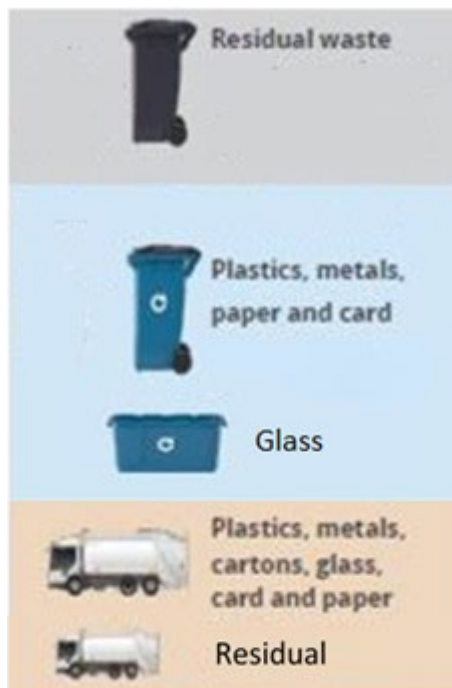 Residual waste
Plastics, metals,
paper and card
Glass
Plastics, metals,
cartons, glass,
card and paper
Residual